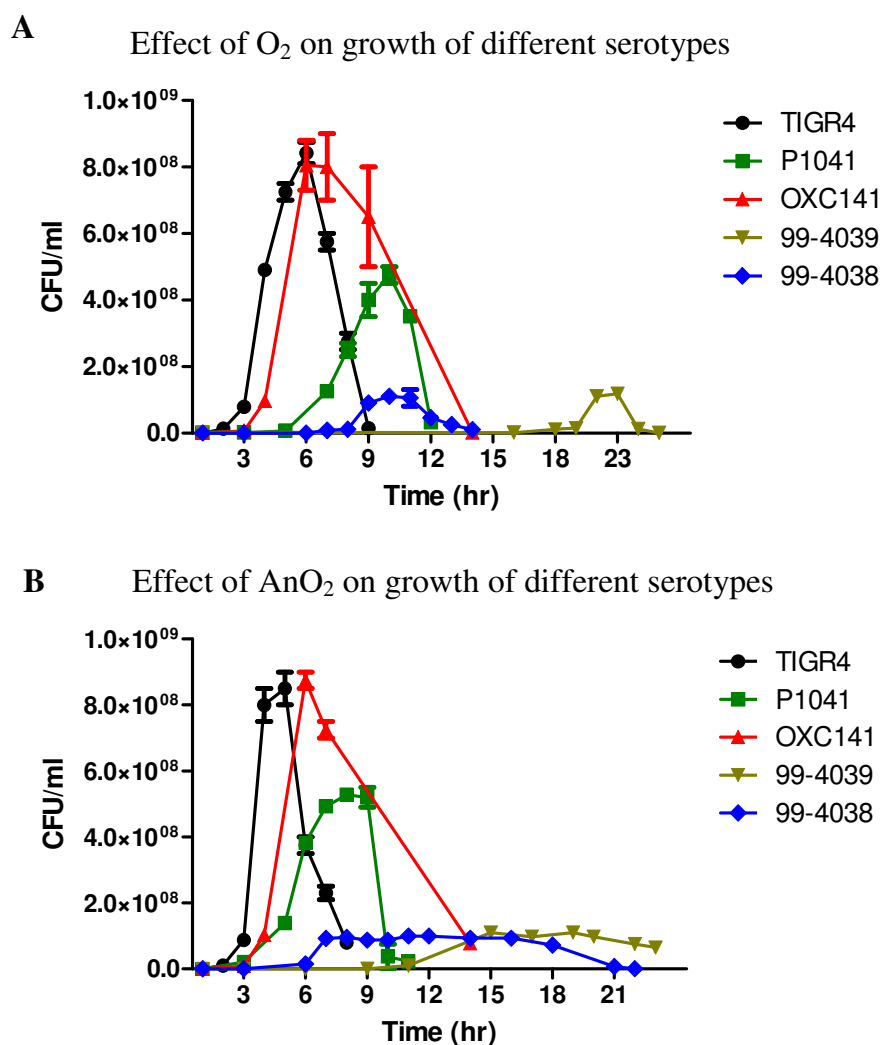 A
Effect of O₂ on growth of different serotypes
1.0×10⁰⁹
8.0×10⁰⁸
6.0×10⁰⁸
4.0×10⁰⁸
2.0×10⁰⁸
0.0
CFU/ml
3 6 9 12 15 18 23
Time (hr)
TIGR4
P1041
OXC141
99-4039
99-4038
B
Effect of AnO₂ on growth of different serotypes
1.0×10⁰⁹
8.0×10⁰⁸
6.0×10⁰⁸
4.0×10⁰⁸
2.0×10⁰⁸
0.0
CFU/ml
3 6 9 12 15 18 21
Time (hr)
TIGR4
P1041
OXC141
99-4039
99-4038